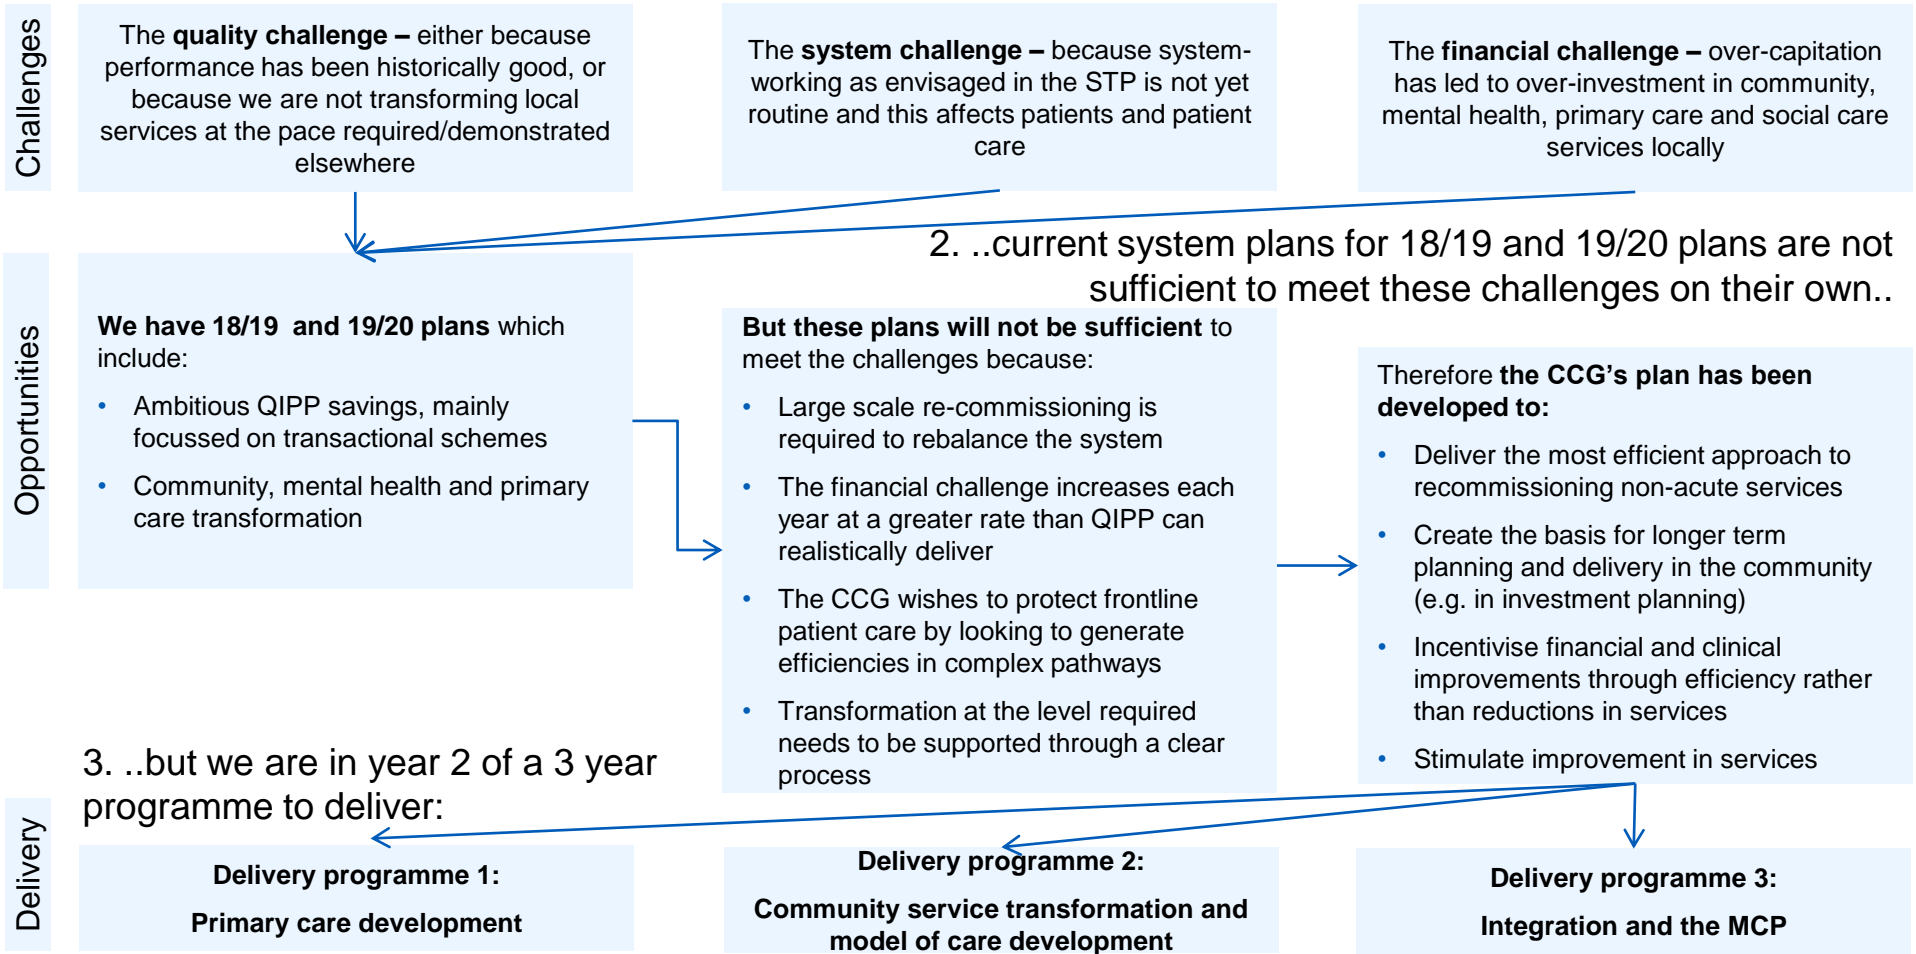 Challenges
The quality challenge – either because
performance has been historically good, or
because we are not transforming local
services at the pace required/demonstrated
elsewhere
The system challenge – because system-
working as envisaged in the STP is not yet
routine and this affects patients and patient
care
The financial challenge – over-capitation
has led to over-investment in community,
mental health, primary care and social care
services locally
2. ..current system plans for 18/19 and 19/20 plans are not
sufficient to meet these challenges on their own..
Opportunities
We have 18/19  and 19/20 plans which
include:
• Ambitious QIPP savings, mainly
focussed on transactional schemes
• Community, mental health and primary
care transformation
But these plans will not be sufficient to
meet the challenges because:
• Large scale re-commissioning is
required to rebalance the system
• The financial challenge increases each
year at a greater rate than QIPP can
realistically deliver
• The CCG wishes to protect frontline
patient care by looking to generate
efficiencies in complex pathways
• Transformation at the level required
needs to be supported through a clear
process
Therefore the CCG’s plan has been
developed to:
• Deliver the most efficient approach to
recommissioning non-acute services
• Create the basis for longer term
planning and delivery in the community
(e.g. in investment planning)
• Incentivise financial and clinical
improvements through efficiency rather
than reductions in services
• Stimulate improvement in services
3. ..but we are in year 2 of a 3 year
programme to deliver:
Delivery
Delivery programme 1:
Primary care development
Delivery programme 2:
Community service transformation and
model of care development
Delivery programme 3:
Integration and the MCP